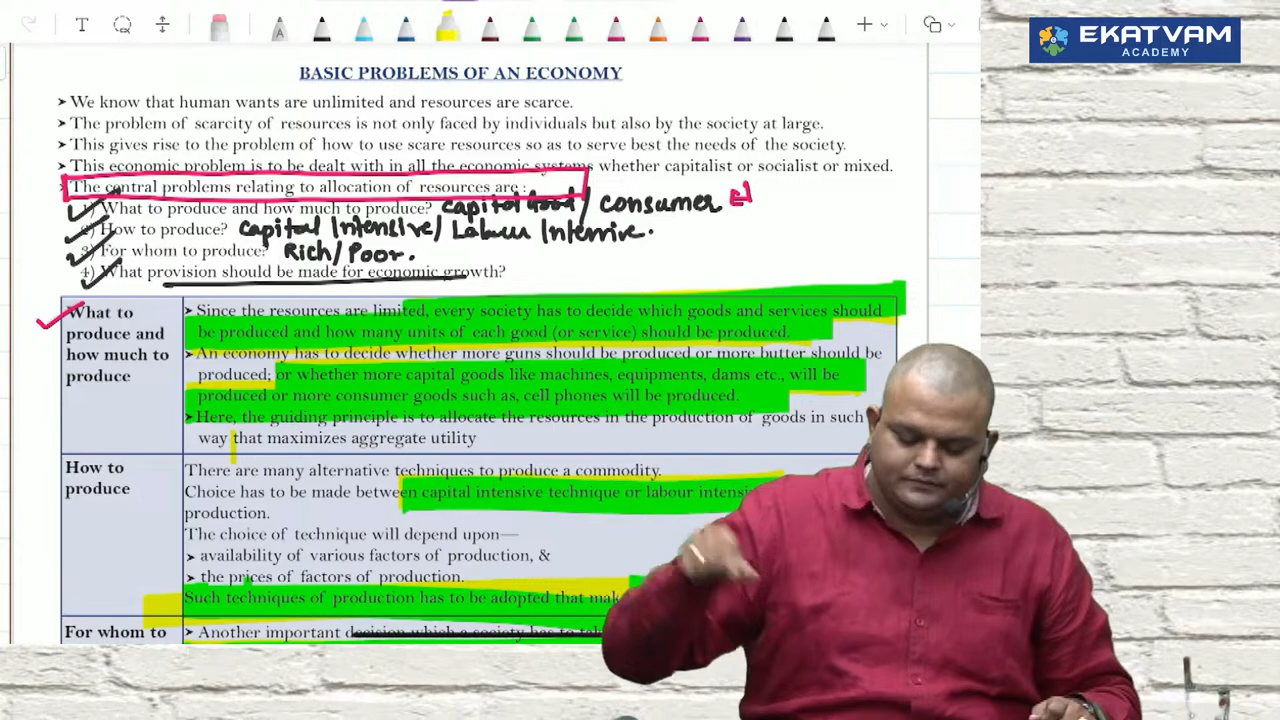 EKATVAM
ACADEMY
BASIC PROBLEMS OF AN ECONOMY
➤ We know that human wants are unlimited and resources are scarce.
➤ The problem of scarcity of resources is not only faced by individuals but also by the society at large.
➤ This gives rise to the problem of how to use scare resources so as to serve best the needs of the society.
➤ This economic problem is to be dealt with in all the economic systems whether capitalist or socialist or mixed.
The central problems relating to allocation of resources are :
1) What to produce and how much to produce? capital Good/ consumer
2) How to produce? capital Intensive/ Labour Intensive.
3) For whom to produce? Rich/Poor.
4) What provision should be made for economic growth?
What to produce and how much to produce
➤ Since the resources are limited, every society has to decide which goods and services should
be produced and how many units of each good (or service) should be produced.
➤ An economy has to decide whether more guns should be produced or more butter should be
produced; or whether more capital goods like machines, equipments, dams etc., will be
produced or more consumer goods such as, cell phones will be produced.
➤ Here, the guiding principle is to allocate the resources in the production of goods in such
way that maximizes aggregate utility
How to produce
There are many alternative techniques to produce a commodity.
Choice has to be made between capital intensive technique or labour intensi
production.
The choice of technique will depend upon—
➤ availability of various factors of production, &
➤ the prices of factors of production.
Such techniques of production has to be adopted that mak
For whom to
➤ Another important decision which a society has to